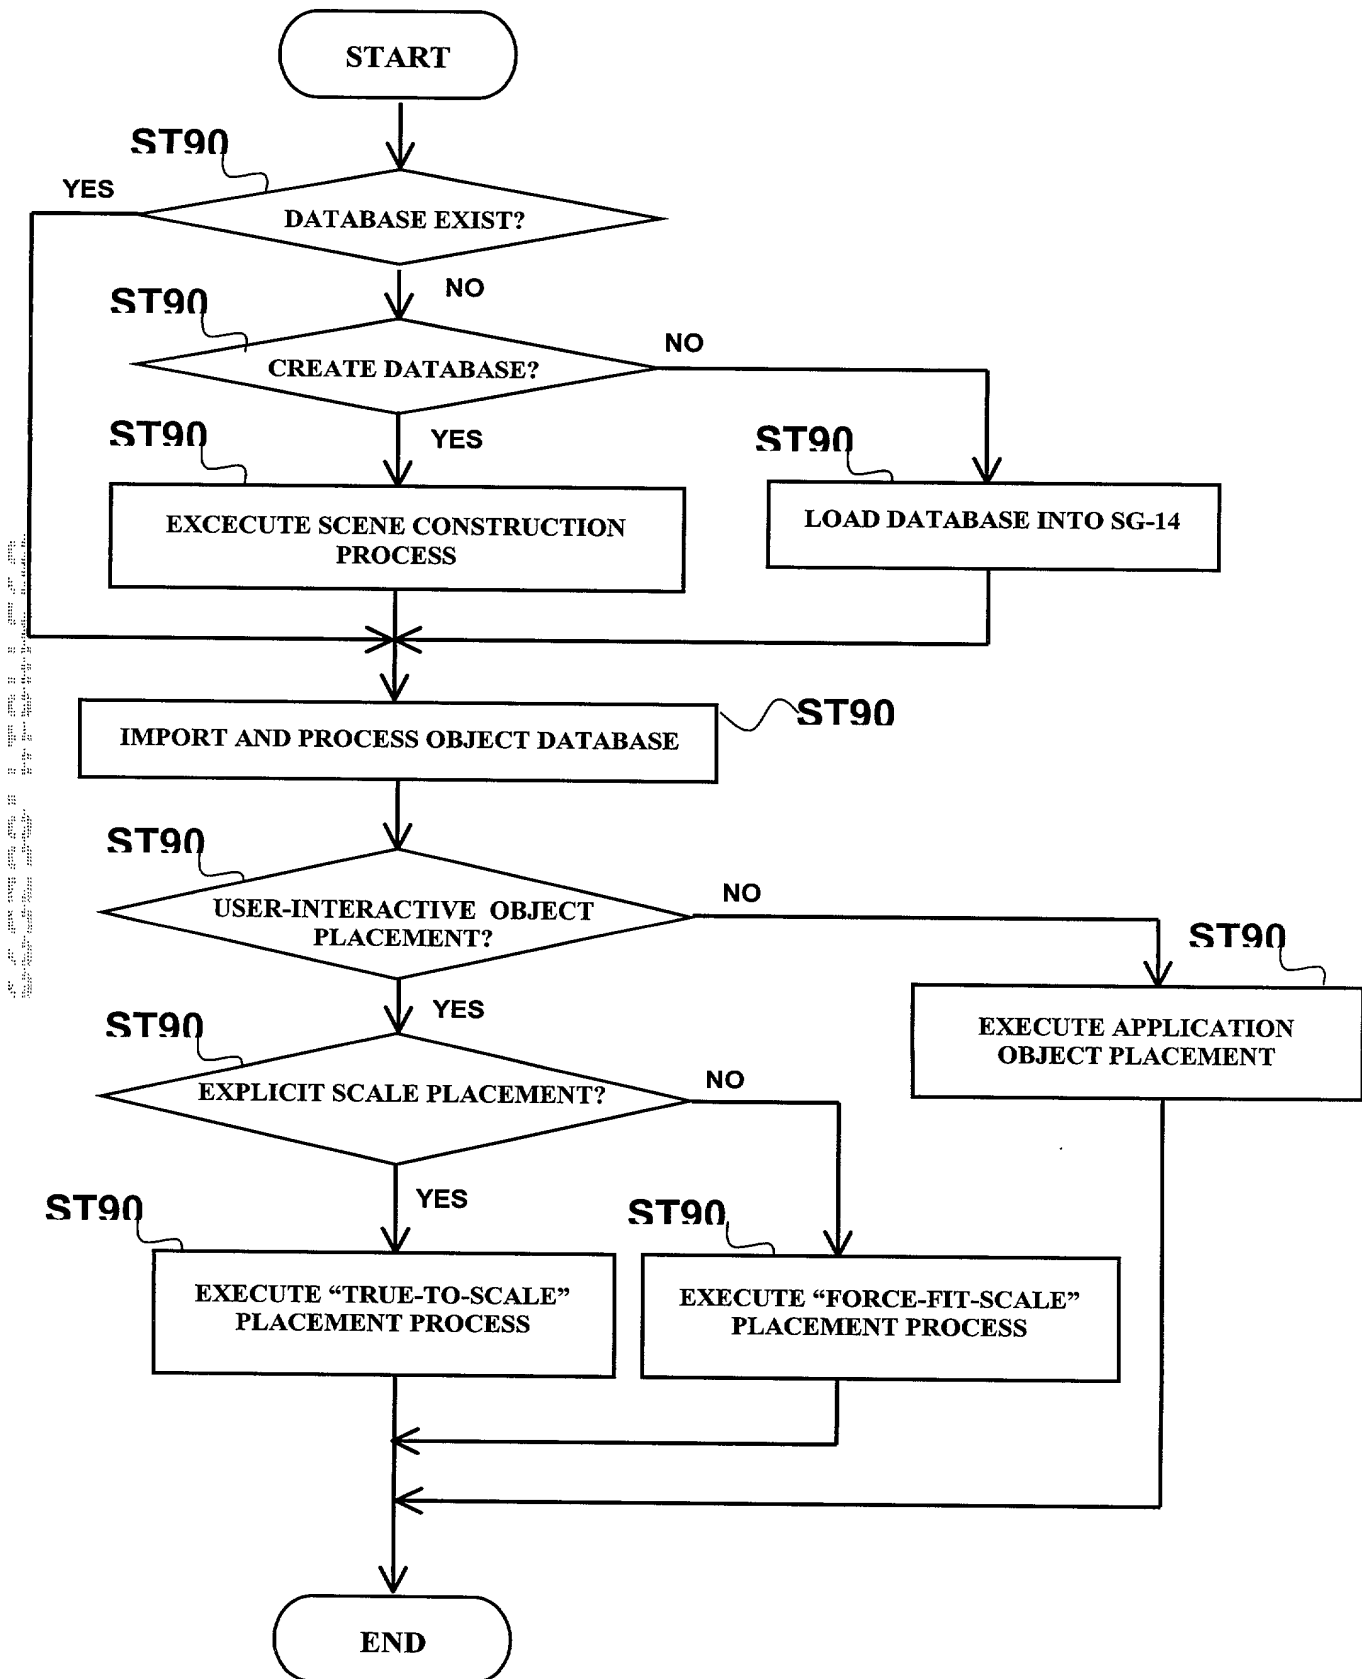 START
ST90
YES
DATABASE EXIST?
NO
ST90
NO
CREATE DATABASE?
ST90
YES
ST90
EXCECUTE SCENE CONSTRUCTION
PROCESS
LOAD DATABASE INTO SG-14
ST90
IMPORT AND PROCESS OBJECT DATABASE
ST90
NO
USER-INTERACTIVE OBJECT
PLACEMENT?
ST90
YES
ST90
EXECUTE APPLICATION
OBJECT PLACEMENT
NO
EXPLICIT SCALE PLACEMENT?
YES
ST90
ST90
EXECUTE “TRUE-TO-SCALE”
PLACEMENT PROCESS
EXECUTE “FORCE-FIT-SCALE”
PLACEMENT PROCESS
END